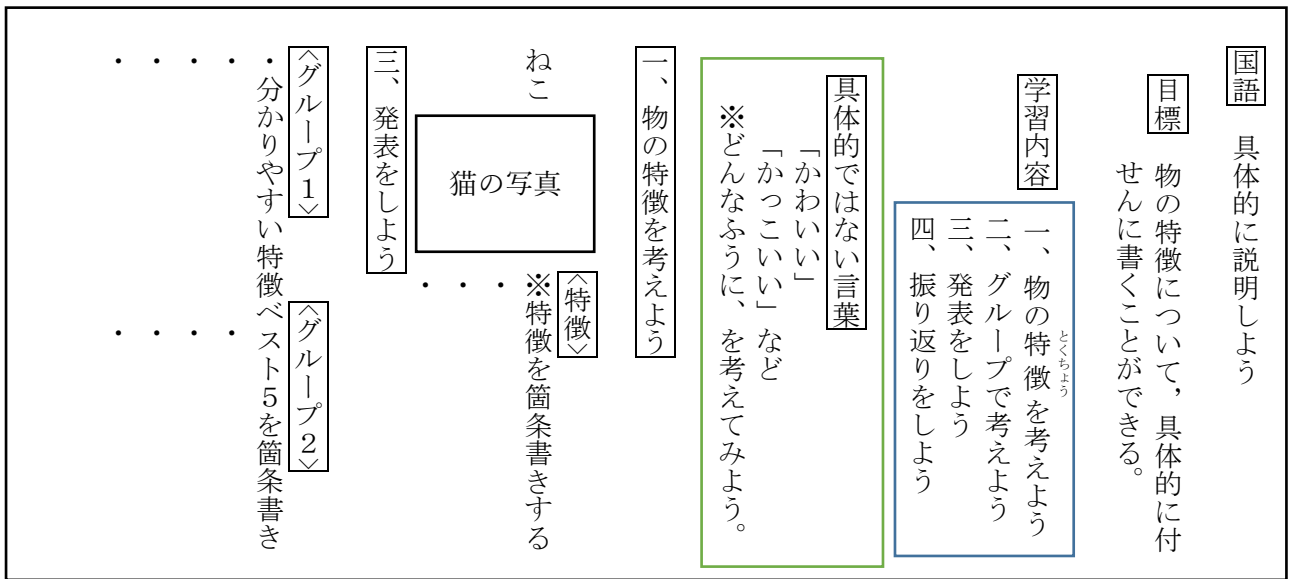 国語　具体的に説明しよう
目標　物の特徴について，具体的に付
せんに書くことができる。
学習内容
一、物の特徴を考えよう
とくちょう
二、グループで考えよう
三、発表をしよう
四、振り返りをしよう
具体的ではない言葉
「かわいい」
「かっこいい」など
※どんなふうに、を考えてみよう。
一、物の特徴を考えよう
ねこ
猫の写真
〈特徴〉
※特徴を箇条書きする
・
・
・
三、発表をしよう
〈グループ１〉
〈グループ２〉
・分かりやすい特徴ベスト５を箇条書き
・　・
・　・
・　・
・　・